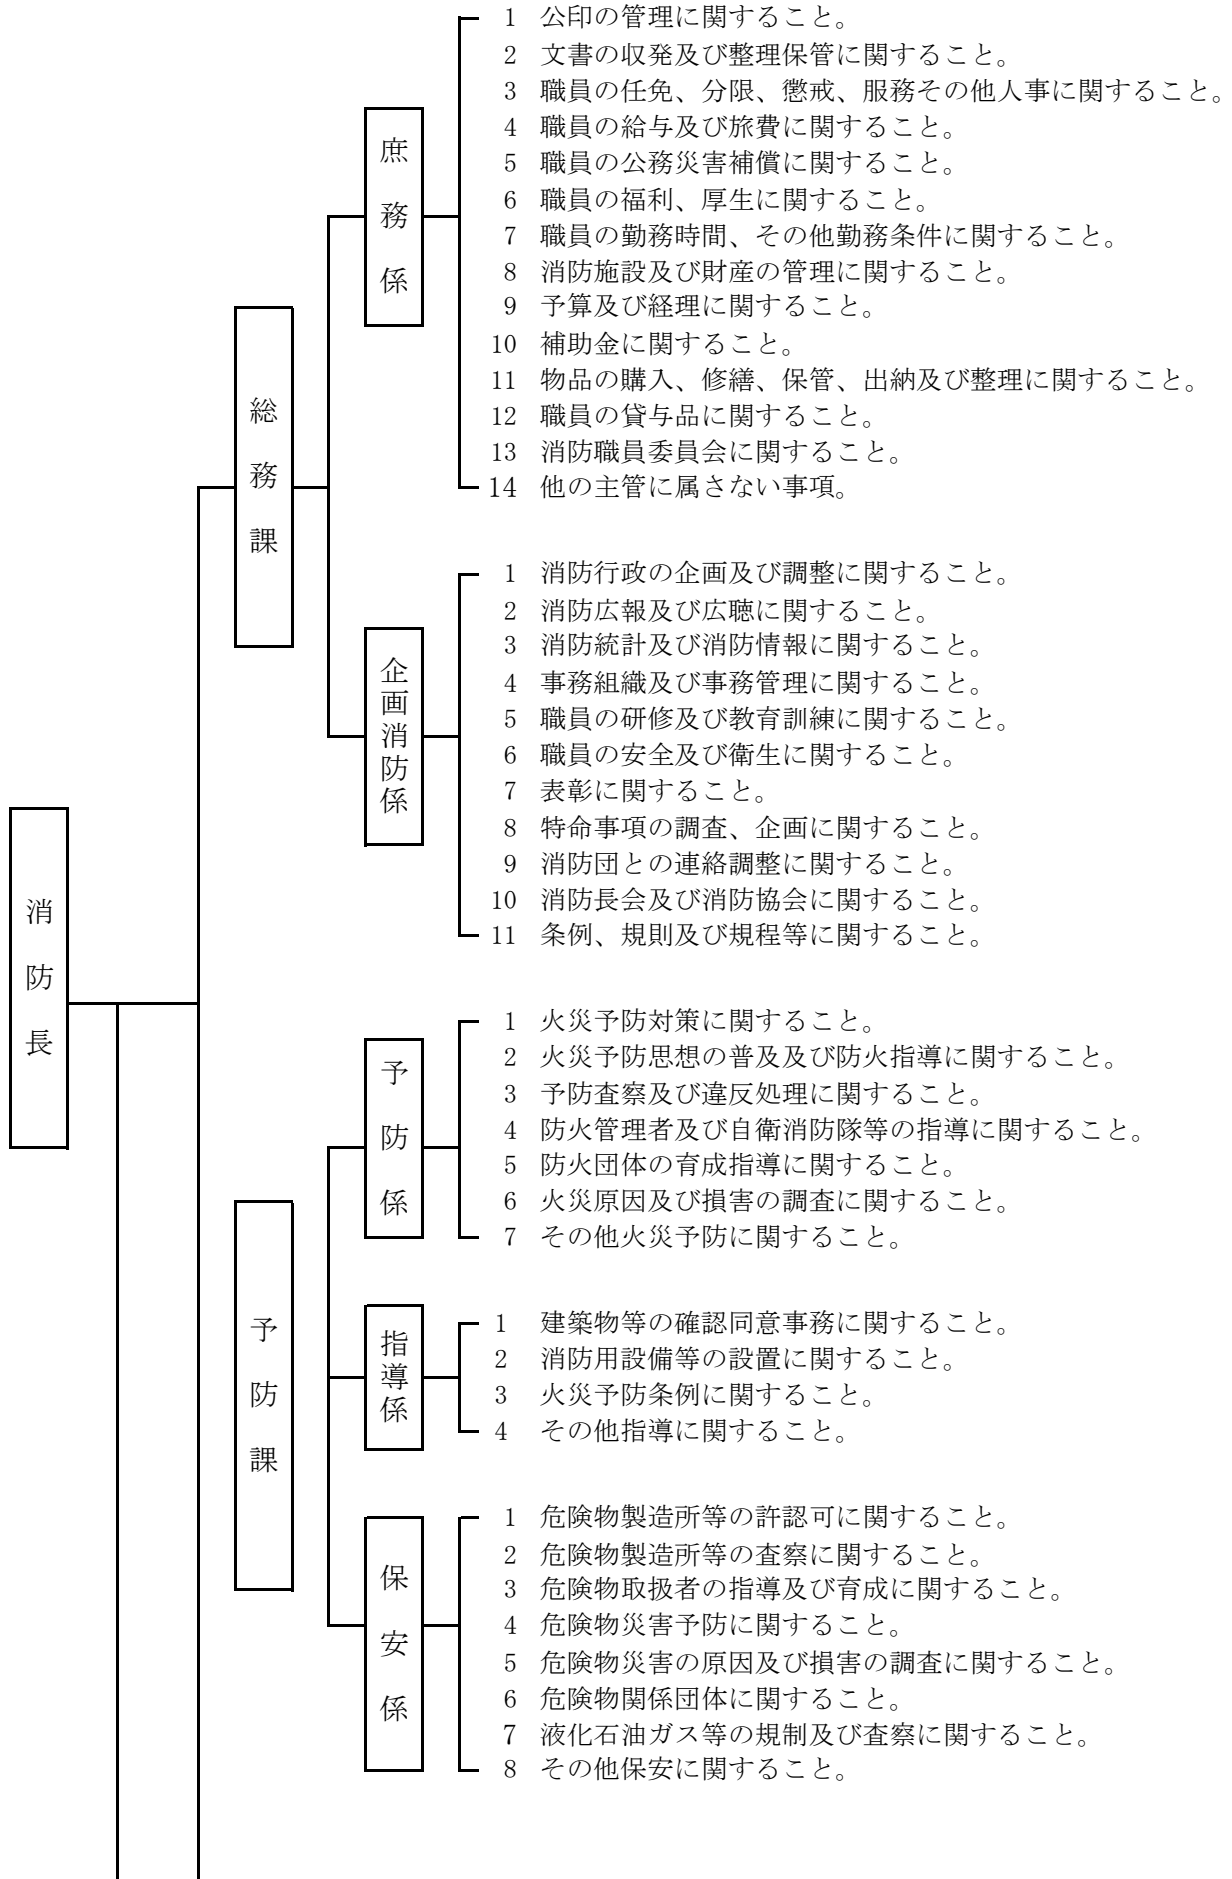 消防長
総務課
庶務係
1 公印の管理に関すること。
2 文書の収発及び整理保管に関すること。
3 職員の任免、分限、懲戒、服務その他人事に関すること。
4 職員の給与及び旅費に関すること。
5 職員の公務災害補償に関すること。
6 職員の福利、厚生に関すること。
7 職員の勤務時間、その他勤務条件に関すること。
8 消防施設及び財産の管理に関すること。
9 予算及び経理に関すること。
10 補助金に関すること。
11 物品の購入、修繕、保管、出納及び整理に関すること。
12 職員の貸与品に関すること。
13 消防職員委員会に関すること。
14 他の主管に属さない事項。
企画消防係
1 消防行政の企画及び調整に関すること。
2 消防広報及び広聴に関すること。
3 消防統計及び消防情報に関すること。
4 事務組織及び事務管理に関すること。
5 職員の研修及び教育訓練に関すること。
6 職員の安全及び衛生に関すること。
7 表彰に関すること。
8 特命事項の調査、企画に関すること。
9 消防団との連絡調整に関すること。
10 消防長会及び消防協会に関すること。
11 条例、規則及び規程等に関すること。
予防課
予防係
1 火災予防対策に関すること。
2 火災予防思想の普及及び防火指導に関すること。
3 予防査察及び違反処理に関すること。
4 防火管理者及び自衛消防隊等の指導に関すること。
5 防火団体の育成指導に関すること。
6 火災原因及び損害の調査に関すること。
7 その他火災予防に関すること。
指導係
1 建築物等の確認同意事務に関すること。
2 消防用設備等の設置に関すること。
3 火災予防条例に関すること。
4 その他指導に関すること。
保安係
1 危険物製造所等の許認可に関すること。
2 危険物製造所等の査察に関すること。
3 危険物取扱者の指導及び育成に関すること。
4 危険物災害予防に関すること。
5 危険物災害の原因及び損害の調査に関すること。
6 危険物関係団体に関すること。
7 液化石油ガス等の規制及び査察に関すること。
8 その他保安に関すること。